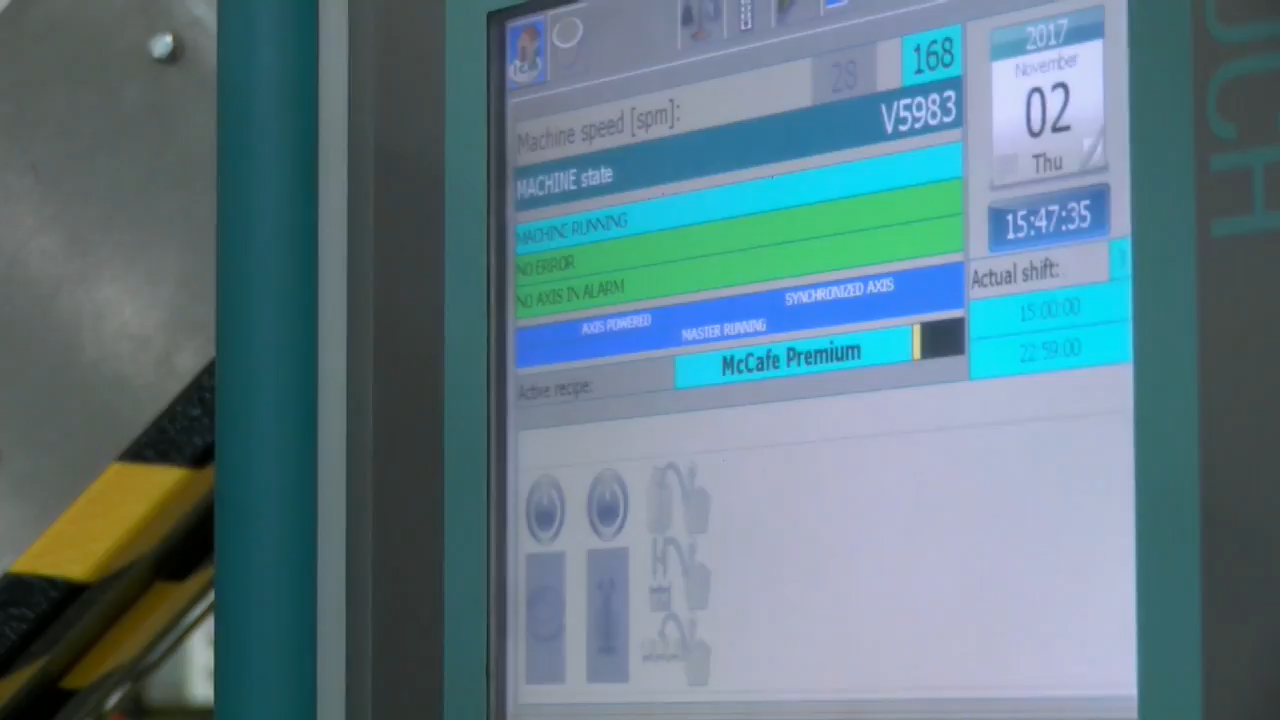 2017
November
02
Thu
28 168
Machine speed [spm]:
V5983
MACHINE state
MACHINE RUNNING
15:47:35
NO ERROR
NO AXIS IN ALARM
Actual shift:
SYNCHRONIZED AXIS
AXIS POWERED
MASTER RUNNING
15:00:00
22:59:00
Active recipe:
McCafe Premium
UCH